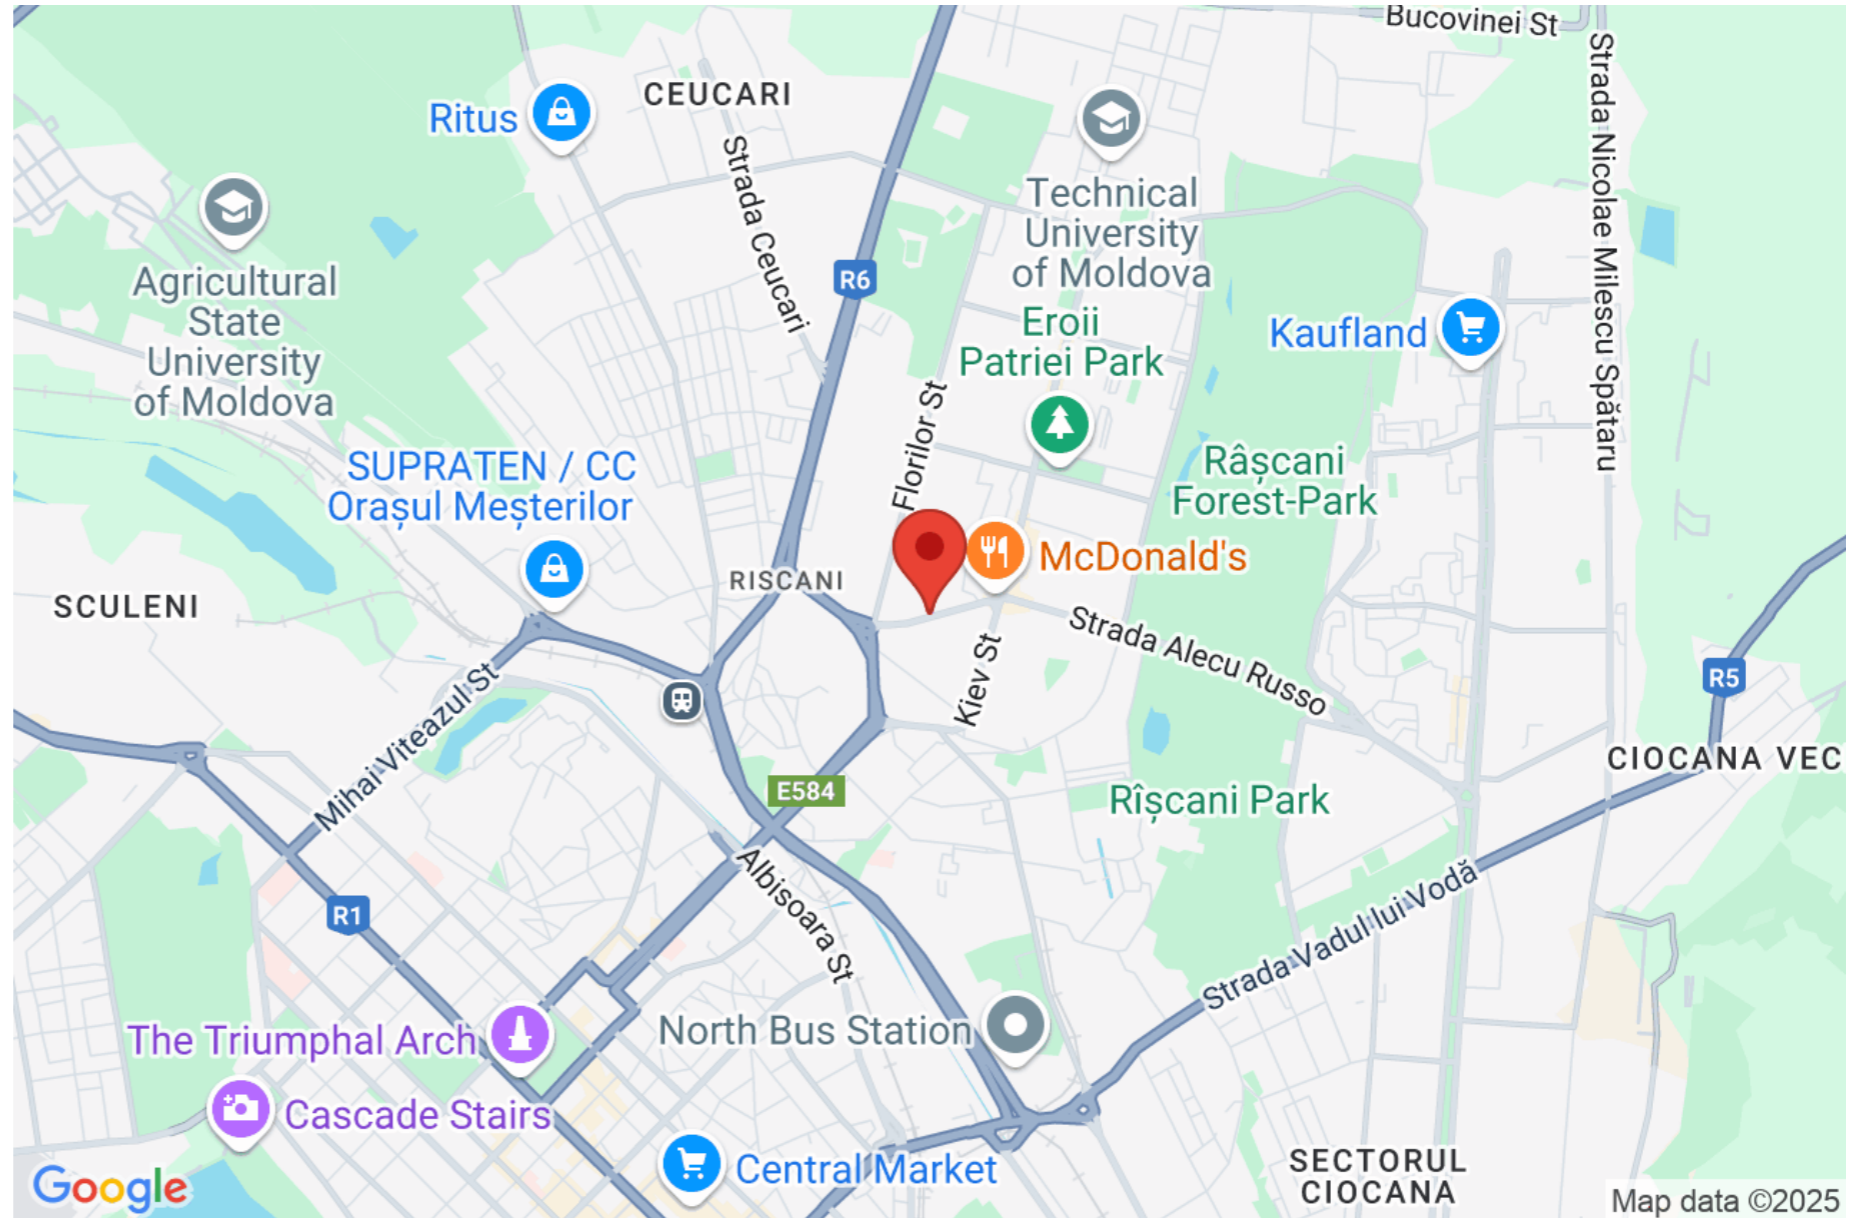 Bucovinei St
Strada Nicolae Milescu Spătaru
CEUCARI
Ritus
Strada Ceucari
Technical
University
of Moldova
Agricultural
State
University
of Moldova
R6
Eroii
Patriei Park
Kaufland
Florilor St
SUPRATEN / CC
Orașul Meșterilor
Râșcani
Forest-Park
McDonald's
RISCANI
SCULENI
Strada Alecu Russo
Kiev St
R5
Mihai Viteazul St
CIOCANA VEC
E584
Rîșcani Park
Albisoara St
R1
Strada Vadul lui Vodă
North Bus Station
The Triumphal Arch
Cascade Stairs
Central Market
SECTORUL
CIOCANA
Google
Map data ©2025